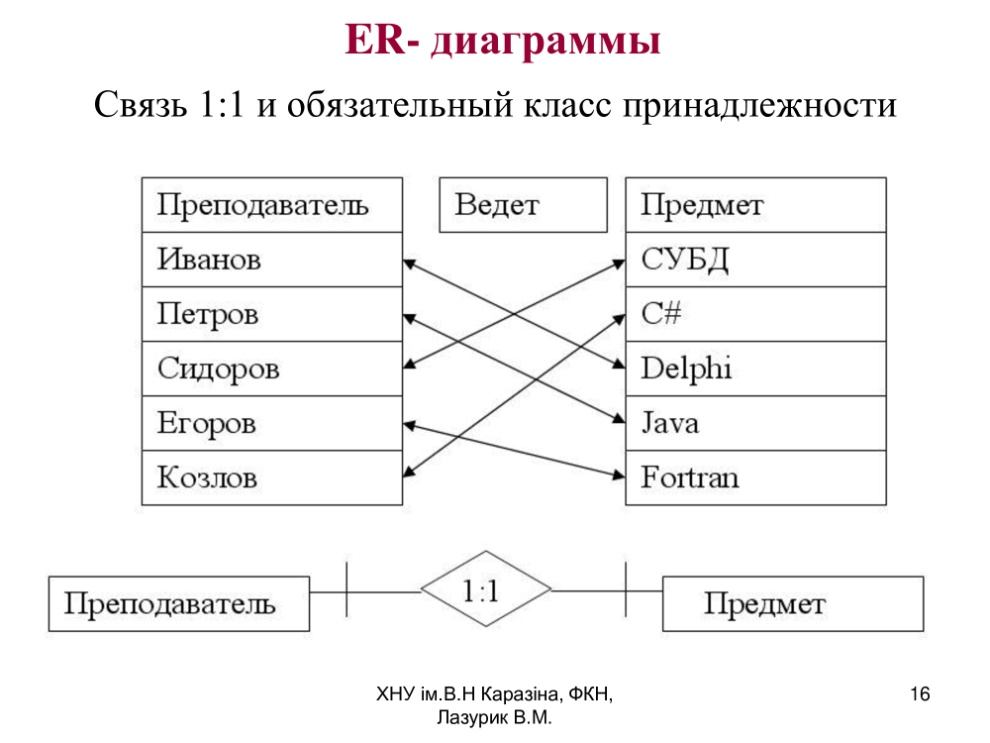 ER- диаграммы
Связь 1:1 и обязательный класс принадлежности
Преподаватель Ведет Предмет
Иванов СУБД
Петров C#
Сидоров Delphi
Егоров Java
Козлов Fortran
1:1
Преподаватель Предмет
ХНУ ім.В.Н Каразіна, ФКН, 16
Лазурик В.М.